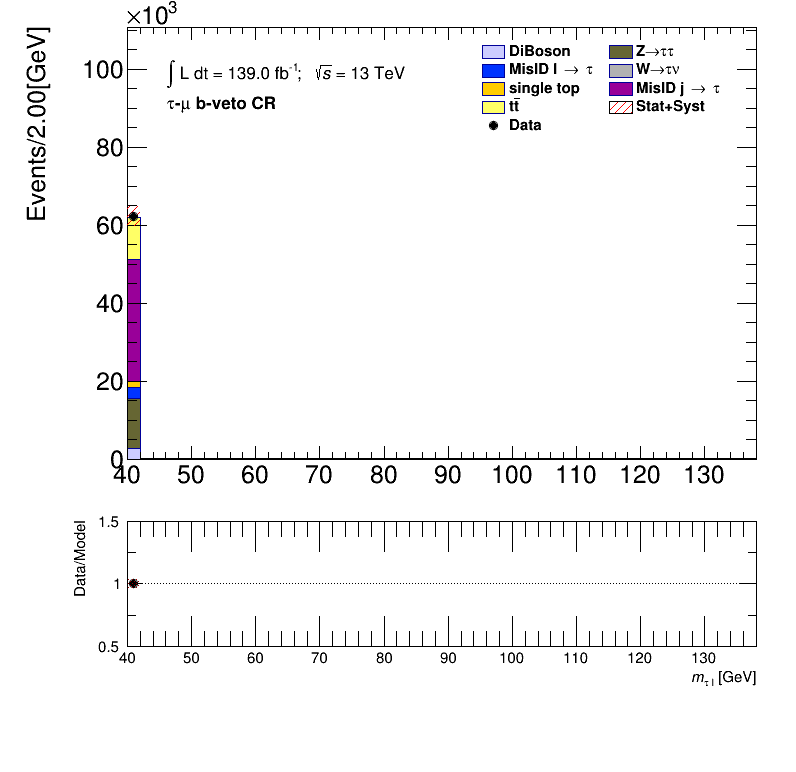 ×10³
Events/2.00[GeV]
∫ L dt = 139.0 fb⁻¹; √s = 13 TeV
τ-μ b-veto CR
DiBoson
MisID l → τ
single top
tt̄
Data
Z→ττ
W→τν
MisID j → τ
Stat+Syst
100
80
60
40
20
0
40 50 60 70 80 90 100 110 120 130
Data/Model
1.5
1
0.5
40 50 60 70 80 90 100 110 120 130
m_τ l [GeV]